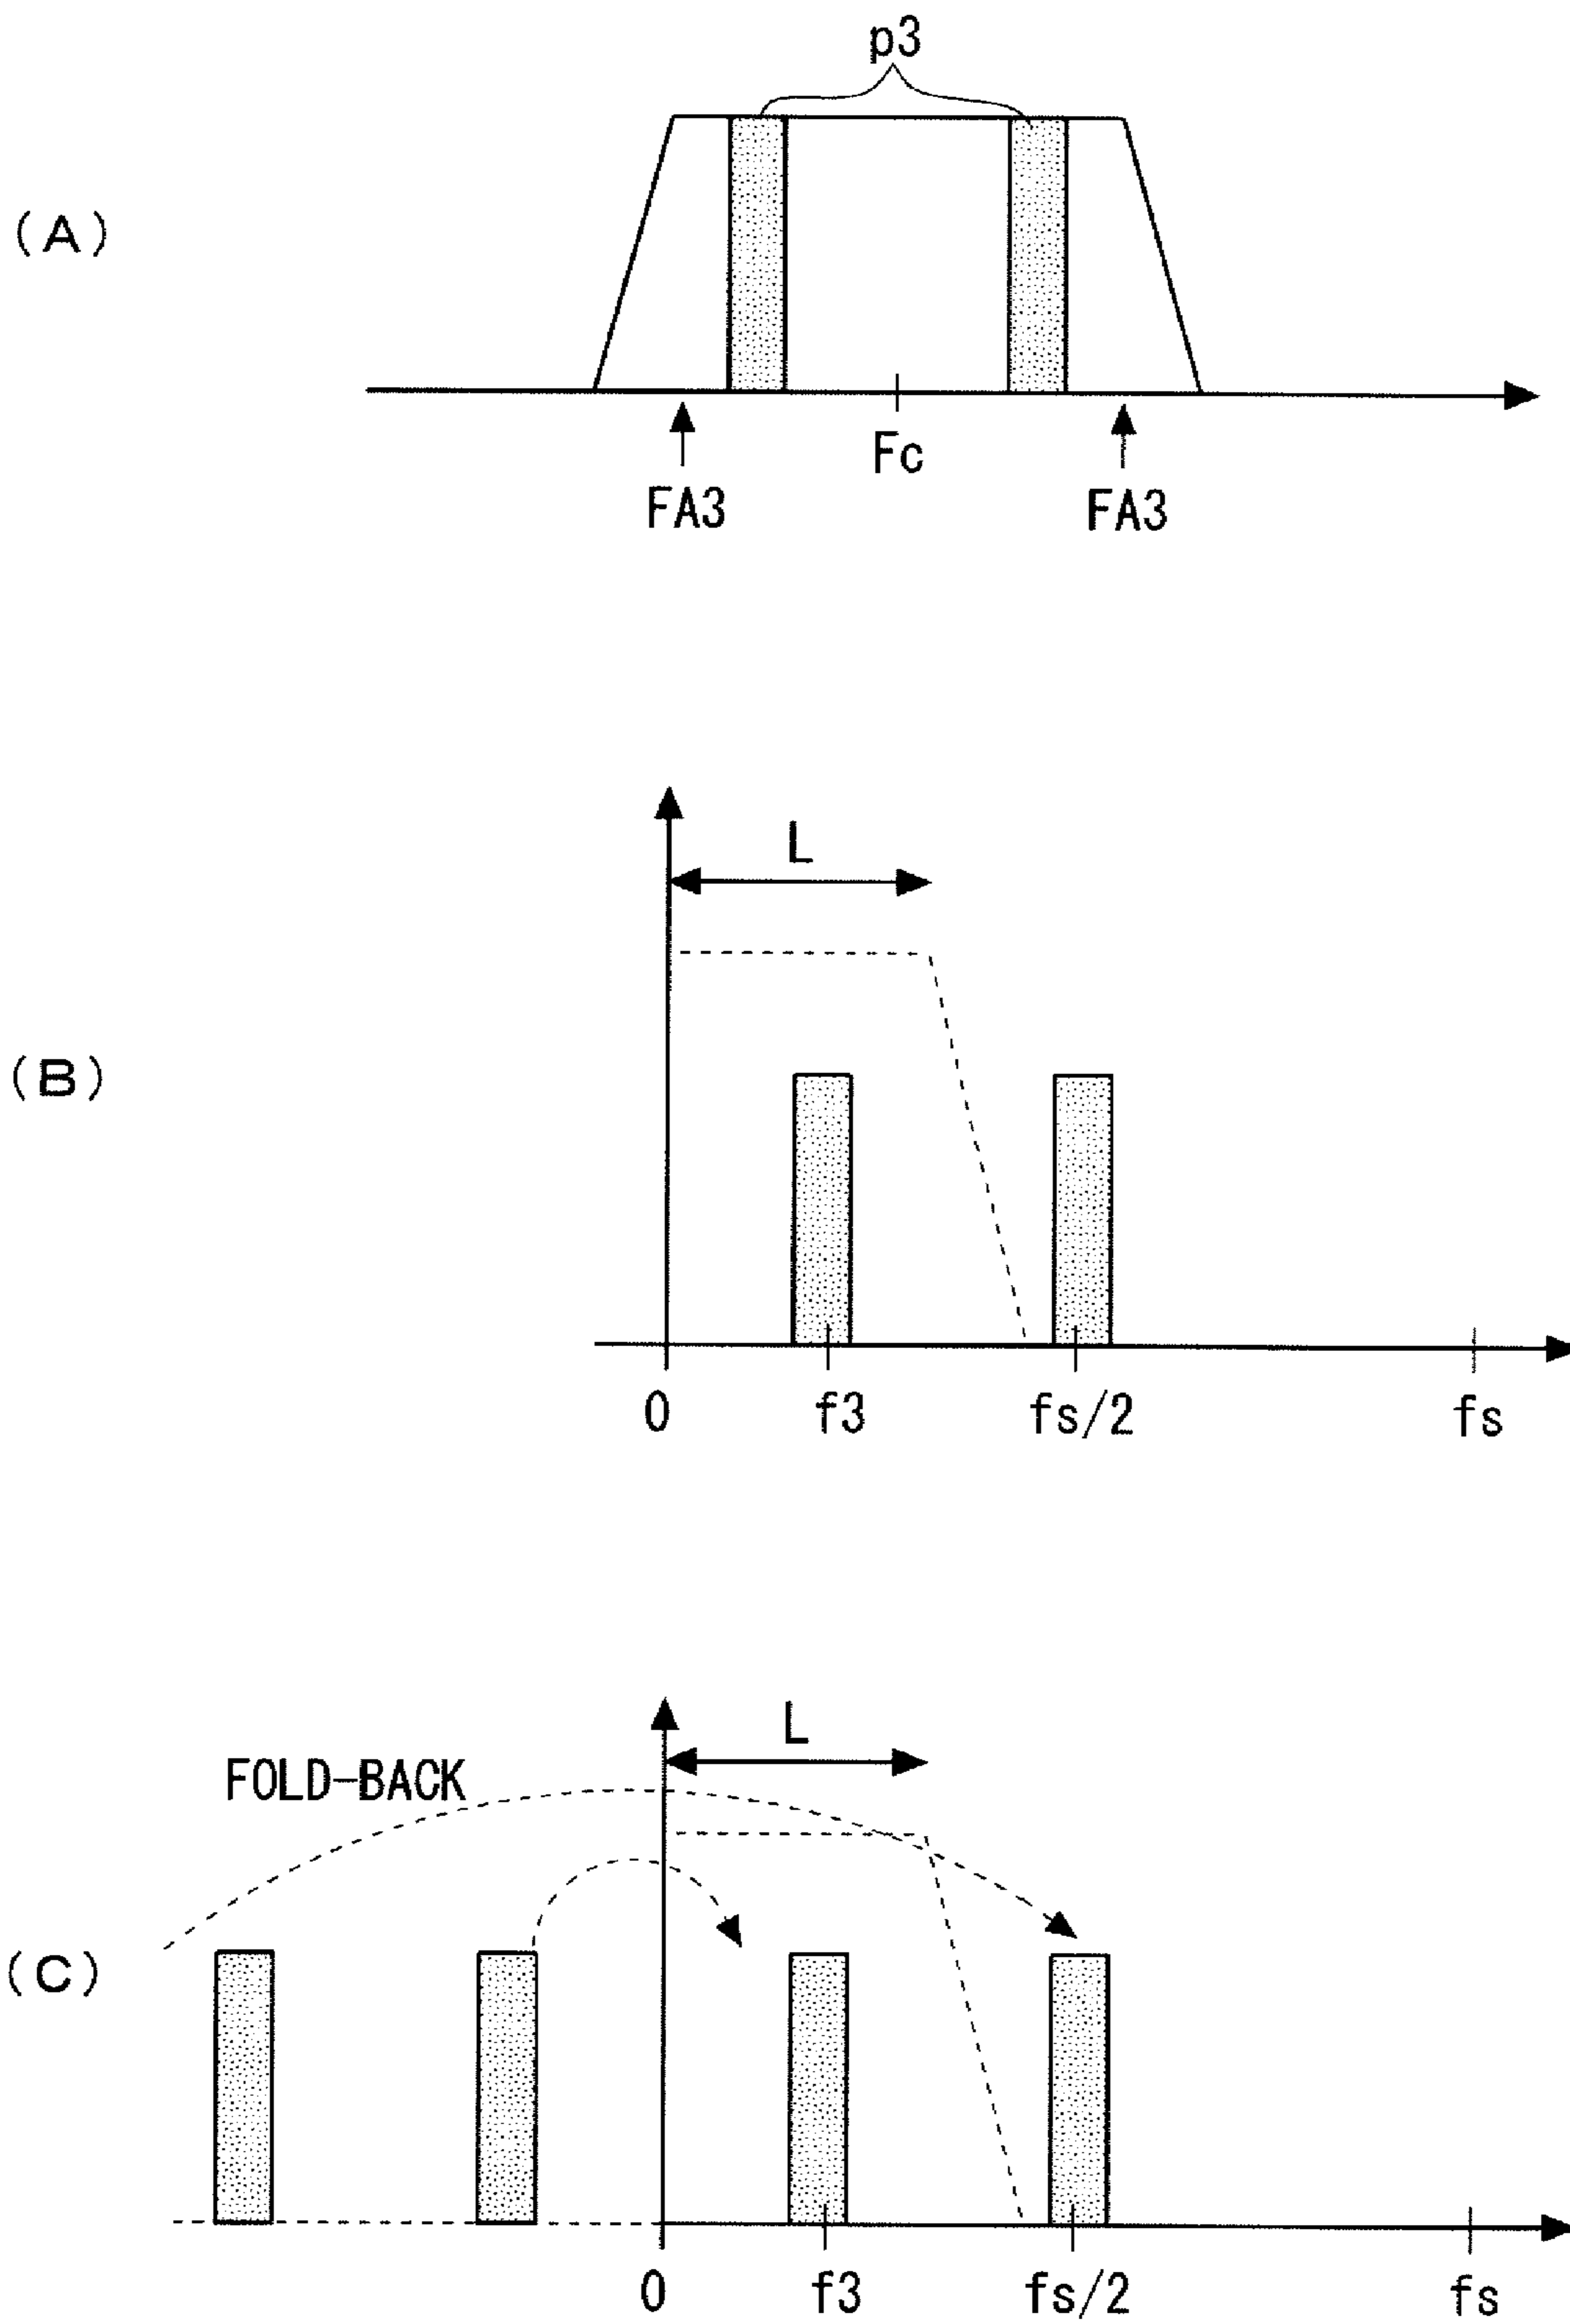 p3
(A)
Fc
FA3 FA3
L
(B)
0 f3 fs/2 fs
L
FOLD-BACK
(C)
0 f3 fs/2 fs